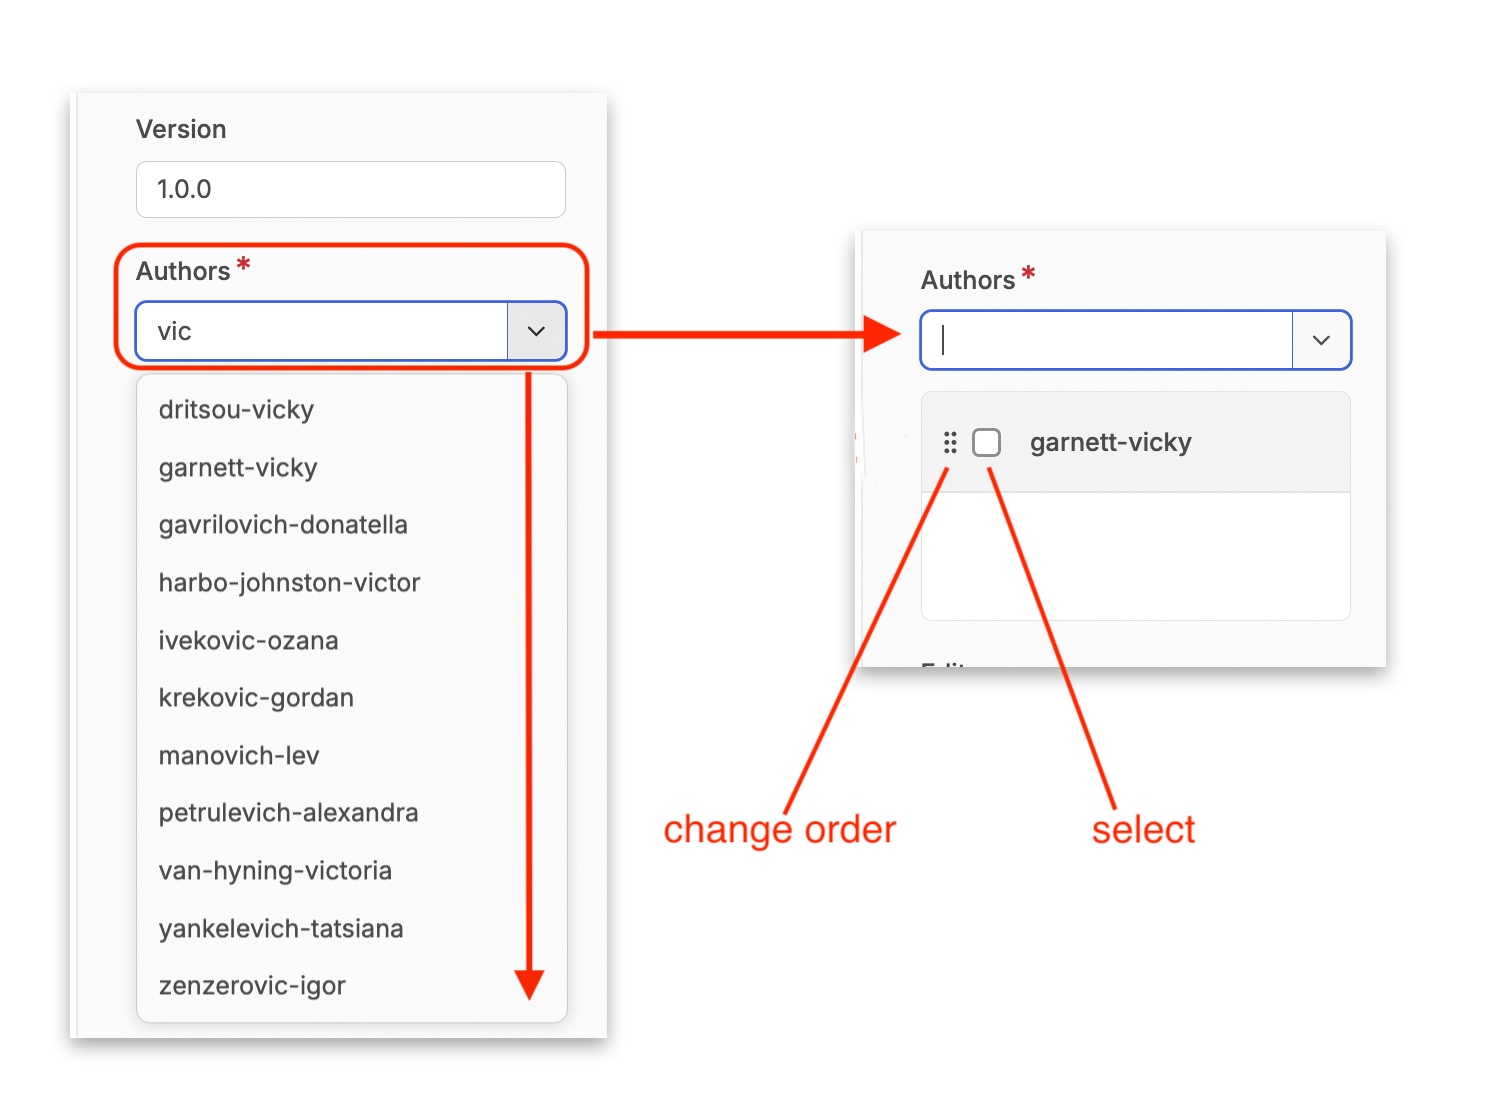 Version
1.0.0
Authors *
vic
dritsou-vicky
garnett-vicky
gavrilovich-donatella
harbo-johnston-victor
ivekovic-ozana
krekovic-gordan
manovich-lev
petrulevich-alexandra
van-hyning-victoria
yankelevich-tatsiana
zenzerovic-igor
Authors *
garnett-vicky
change order
select